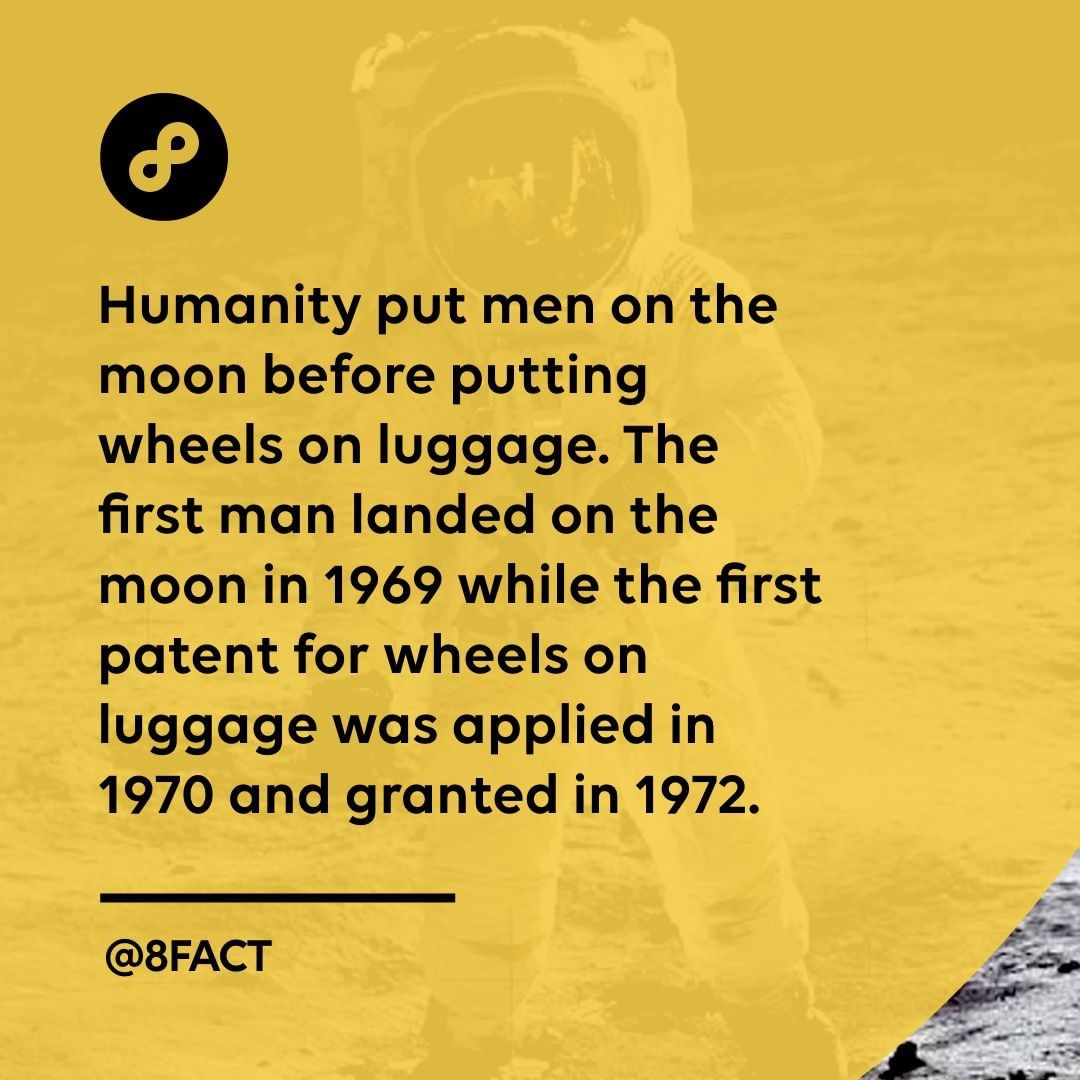 Humanity put men on the
moon before putting
wheels on luggage. The
first man landed on the
moon in 1969 while the first
patent for wheels on
luggage was applied in
1970 and granted in 1972.
@8FACT